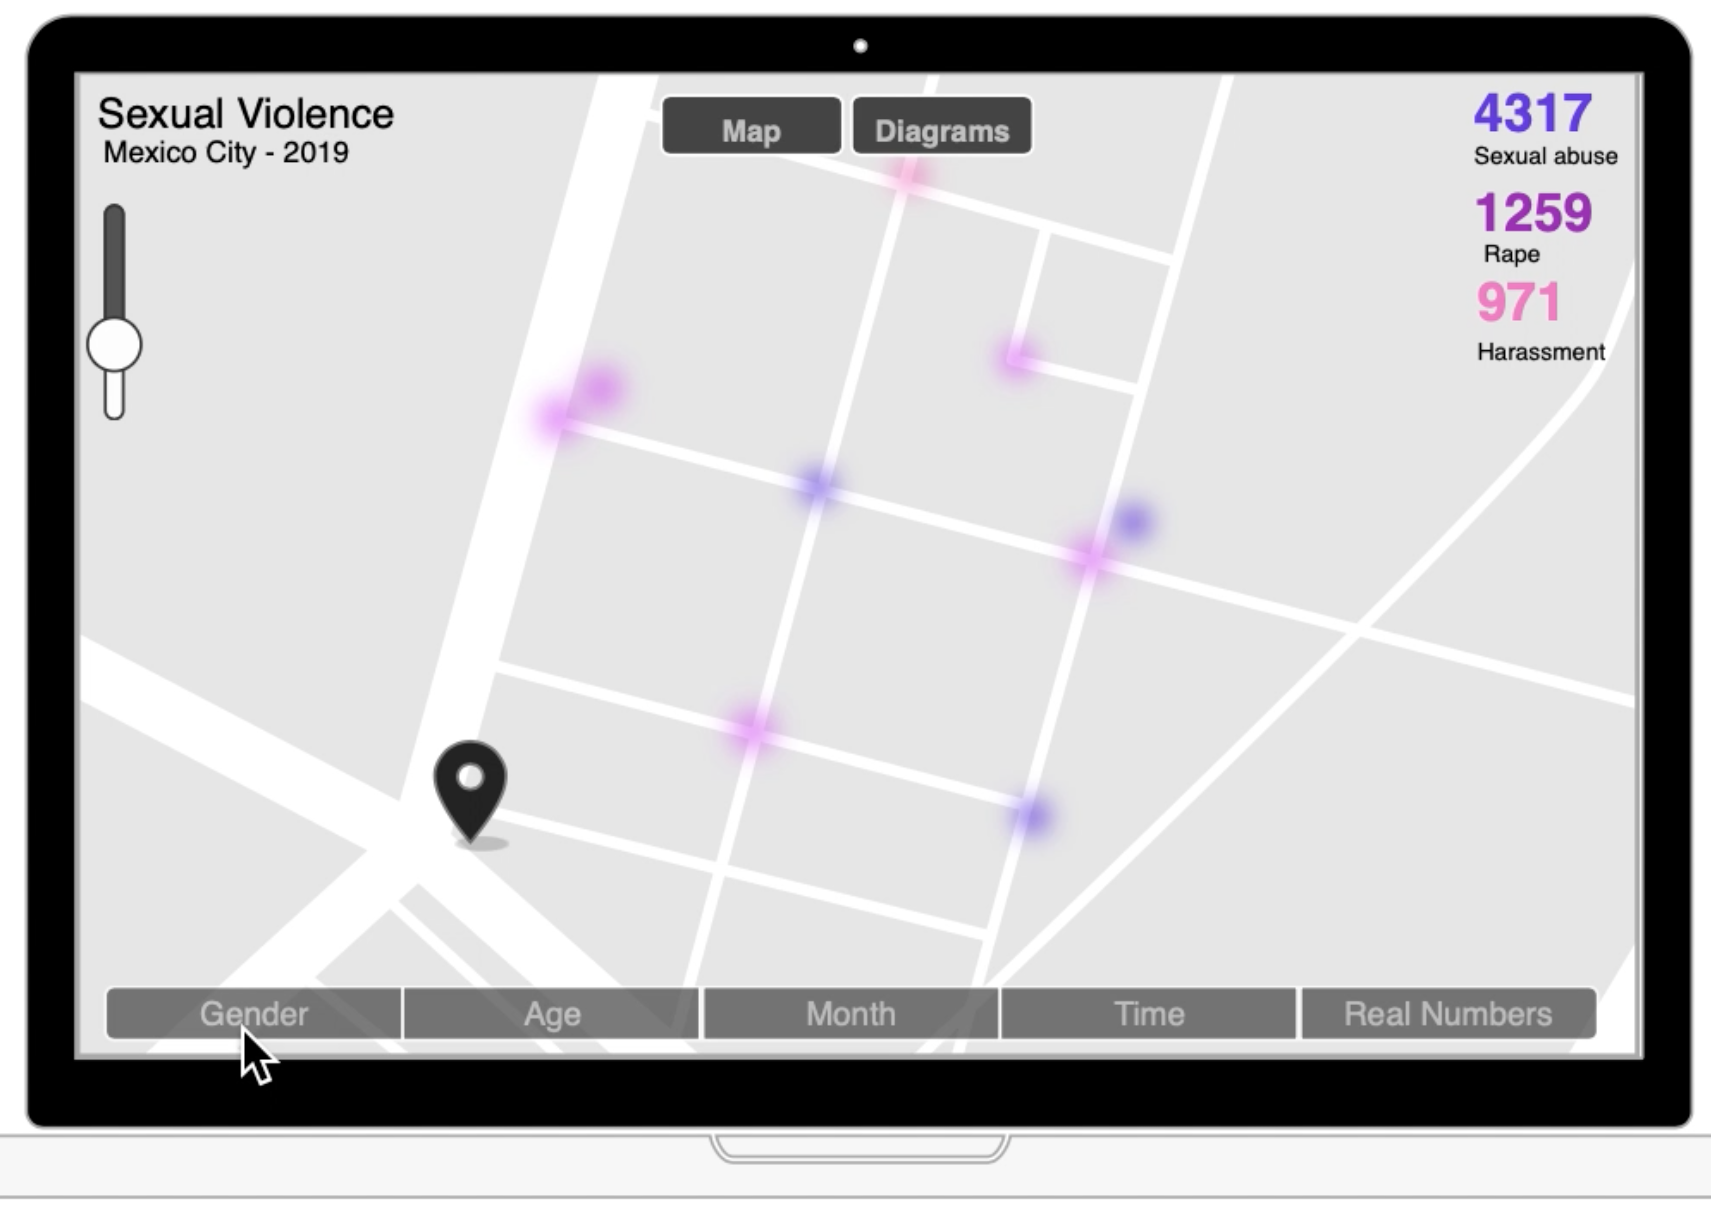 Sexual Violence
Mexico City - 2019
Map
Diagrams
4317
Sexual abuse
1259
Rape
971
Harassment
Gender
Age
Month
Time
Real Numbers